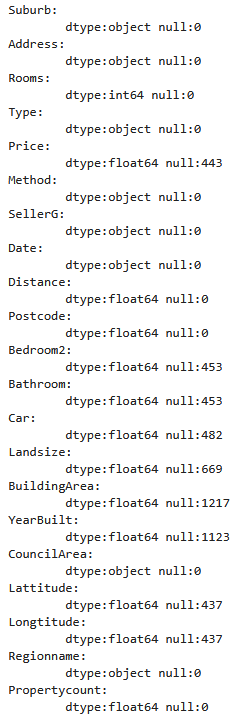 Suburb:
dtype:object null:0
Address:
dtype:object null:0
Rooms:
dtype:int64 null:0
Type:
dtype:object null:0
Price:
dtype:float64 null:443
Method:
dtype:object null:0
SellerG:
dtype:object null:0
Date:
dtype:object null:0
Distance:
dtype:float64 null:0
Postcode:
dtype:float64 null:0
Bedroom2:
dtype:float64 null:453
Bathroom:
dtype:float64 null:453
Car:
dtype:float64 null:482
Landsize:
dtype:float64 null:669
BuildingArea:
dtype:float64 null:1217
YearBuilt:
dtype:float64 null:1123
CouncilArea:
dtype:object null:0
Lattitude:
dtype:float64 null:437
Longtitude:
dtype:float64 null:437
Regionname:
dtype:object null:0
Propertycount:
dtype:float64 null:0